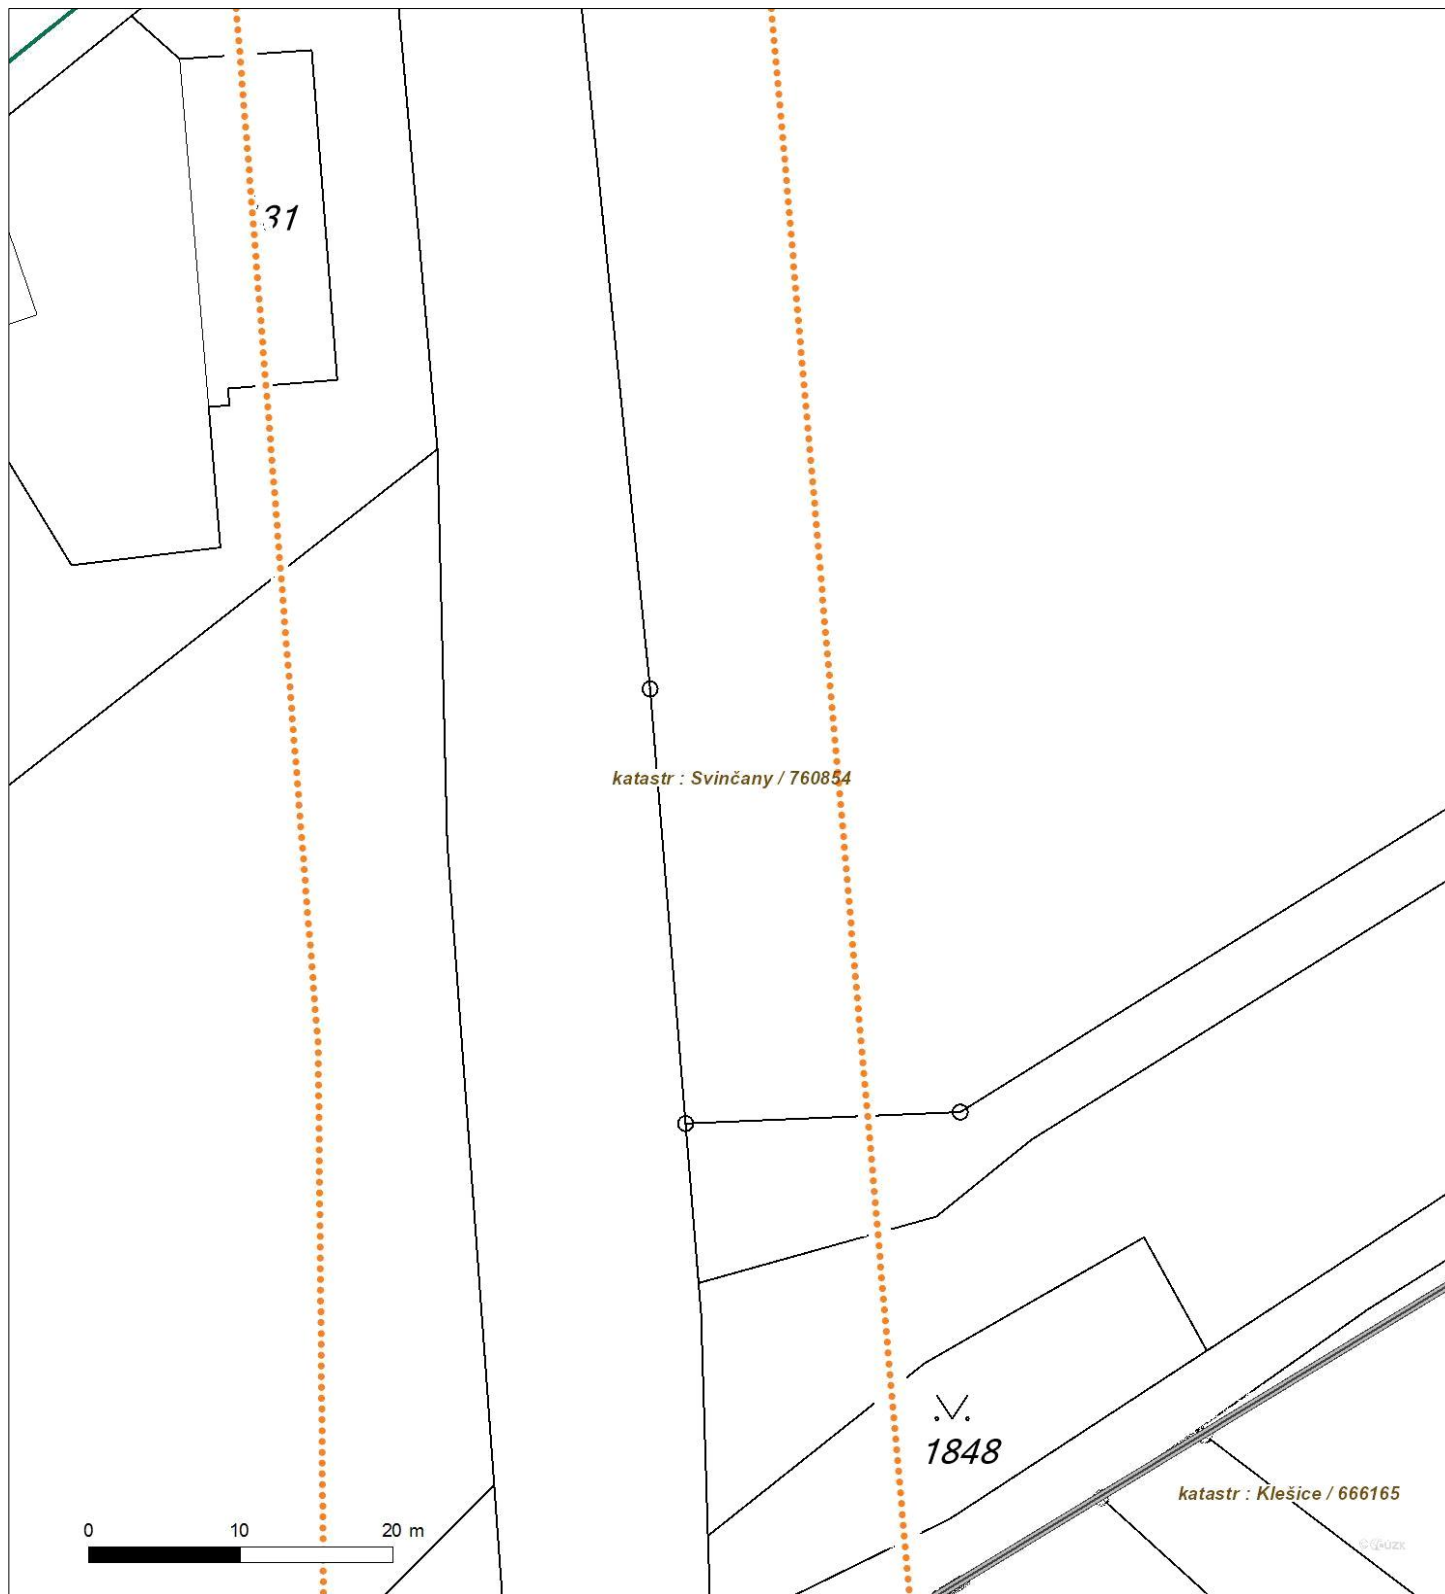 31
katastr : Svinčany / 760854
1848
katastr : Klešice / 666165
0 10 20 m